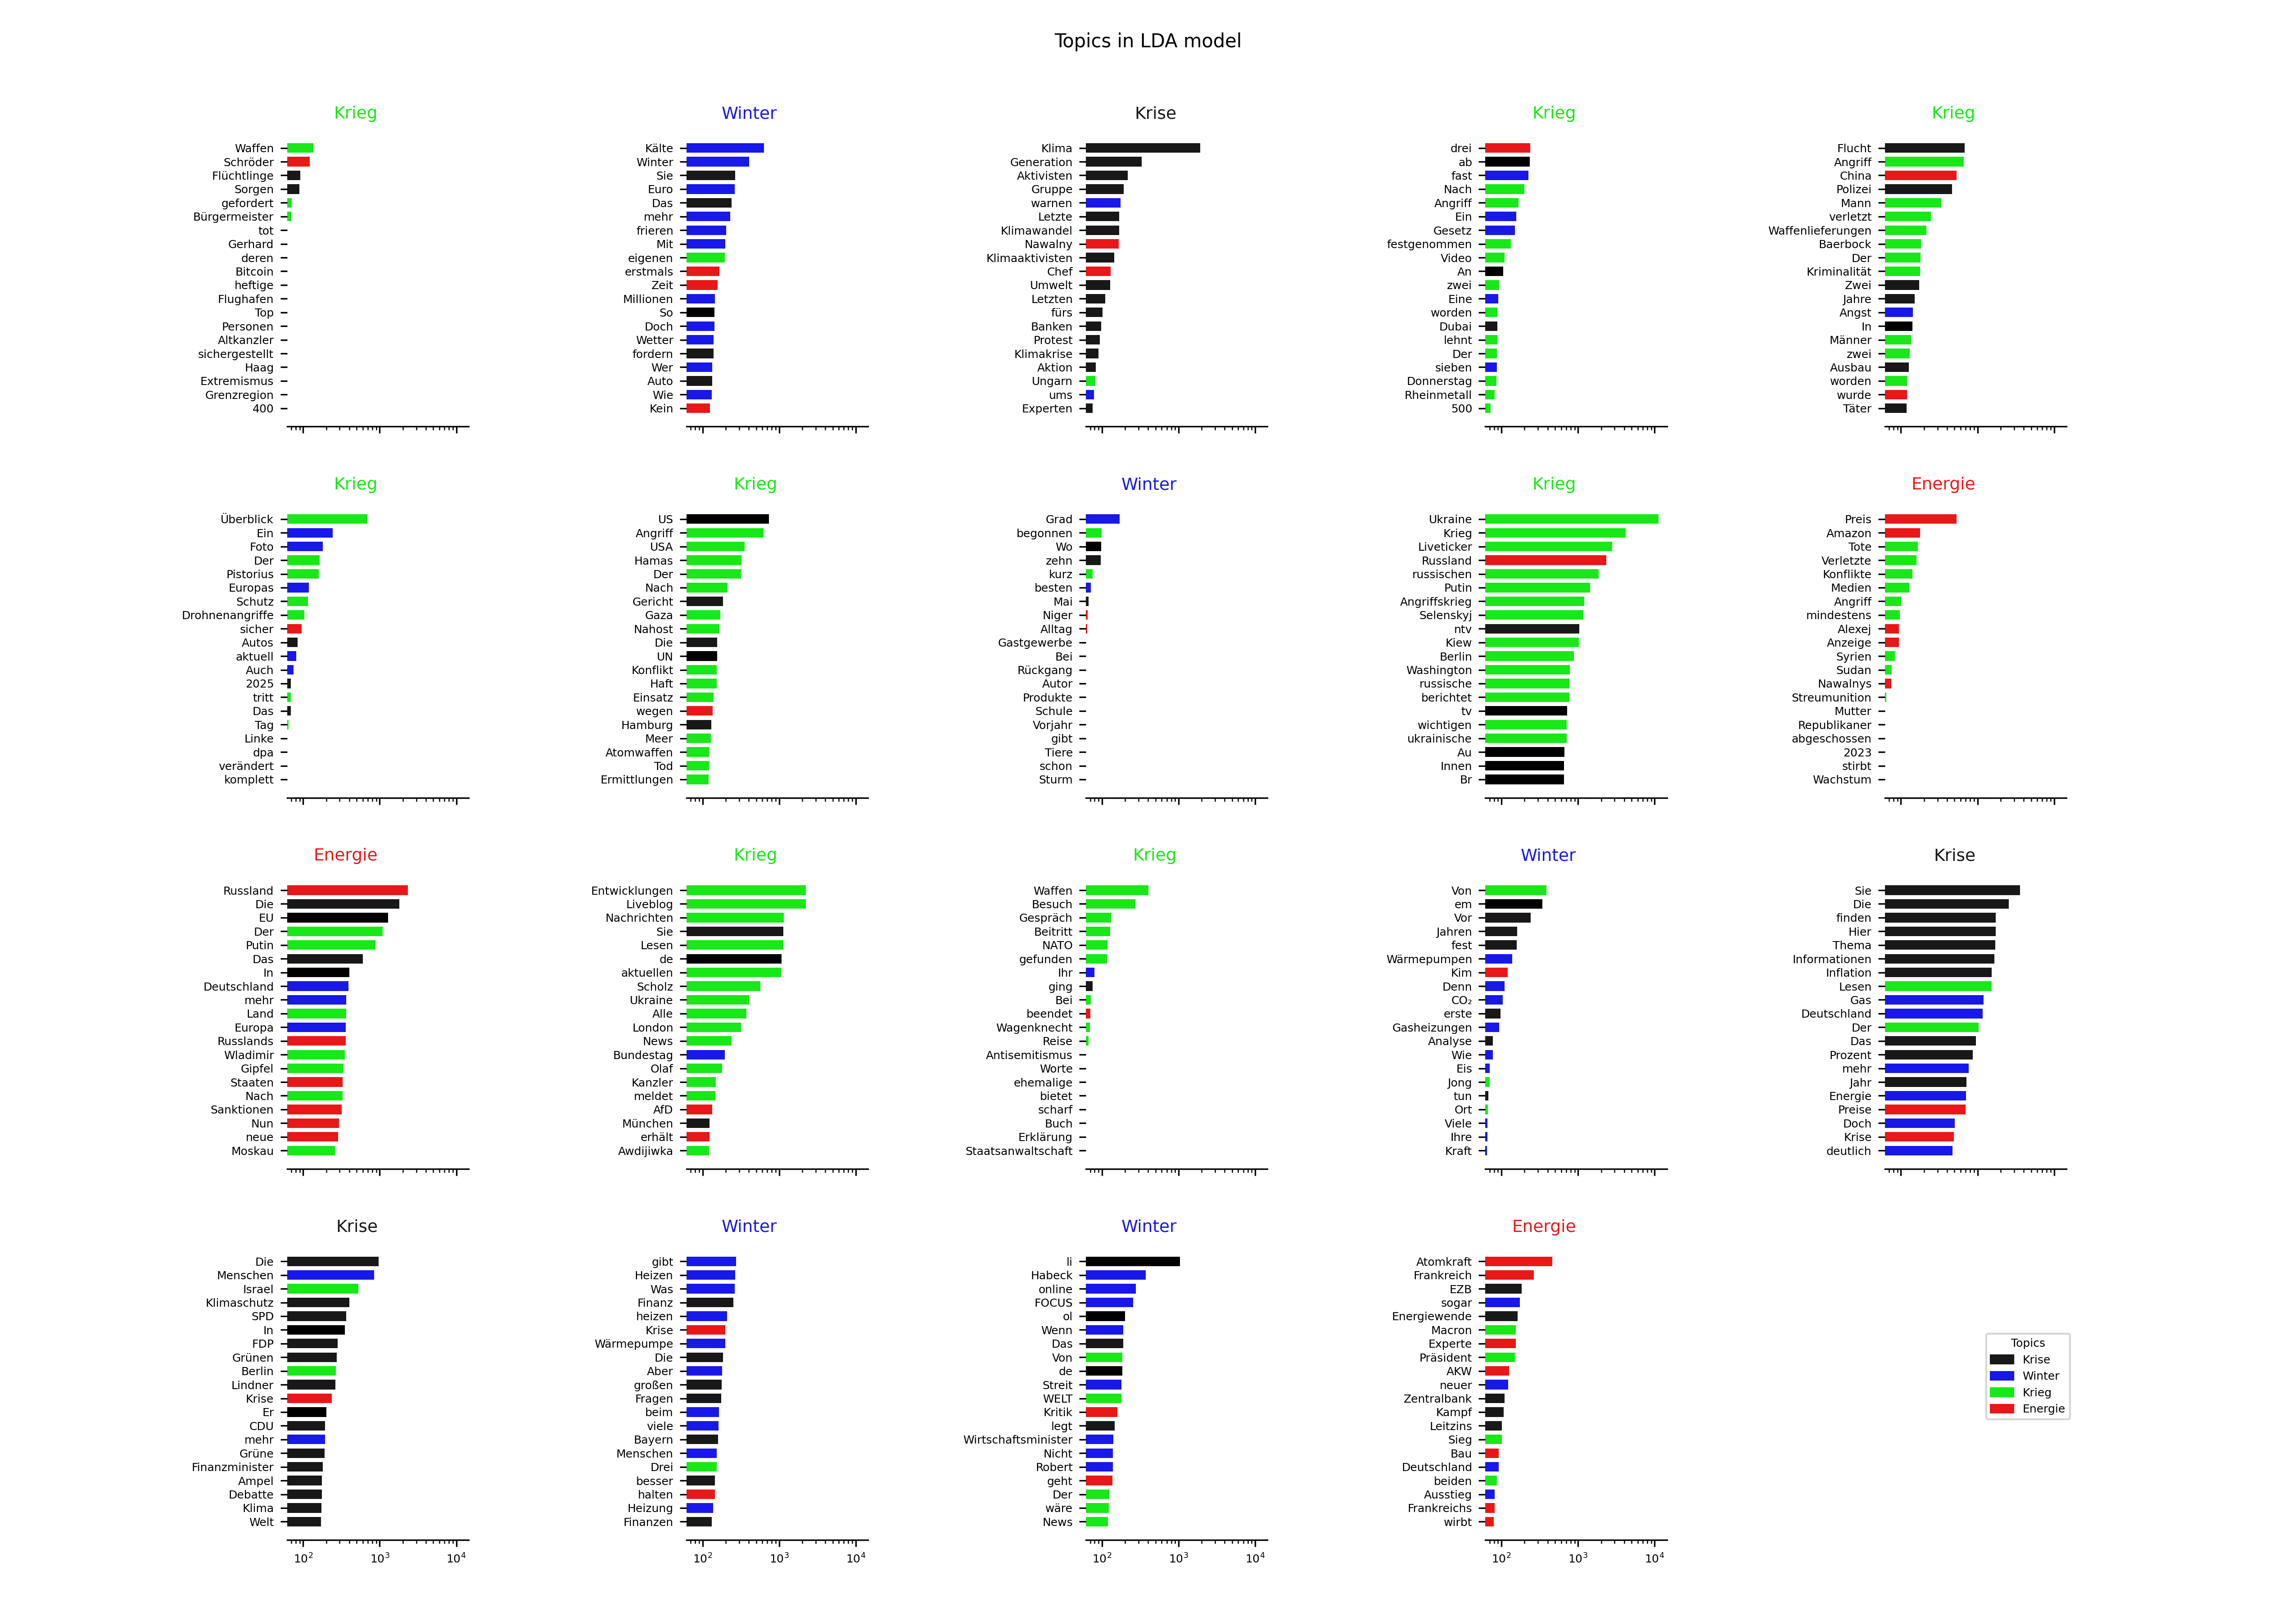 Topics in LDA model
Krieg
Waffen
Schröder
Flüchtlinge
Sorgen
gefordert
Bürgermeister
tot
Gerhard
deren
Bitcoin
heftige
Flughafen
Top
Personen
Altkanzler
sichergestellt
Haag
Extremismus
Grenzregion
400
Winter
Kälte
Winter
Sie
Euro
Das
mehr
frieren
Mit
eigenen
erstmals
Zeit
Millionen
So
Doch
Wetter
fordern
Wer
Auto
Wie
Kein
Krise
Klima
Generation
Aktivisten
Gruppe
warnen
Letzte
Klimawandel
Nawalny
Klimaaktivisten
Chef
Umwelt
Letzten
fürs
Banken
Protest
Klimakrise
Aktion
Ungarn
ums
Experten
Krieg
drei
ab
fast
Nach
Angriff
Ein
Gesetz
festgenommen
Video
An
zwei
Eine
worden
Dubai
lehnt
Der
sieben
Donnerstag
Rheinmetall
500
Krieg
Flucht
Angriff
China
Polizei
Mann
verletzt
Waffenlieferungen
Baerbock
Der
Kriminalität
Zwei
Jahre
Angst
In
Männer
zwei
Ausbau
worden
wurde
Täter
Krieg
Überblick
Ein
Foto
Der
Pistorius
Europas
Schutz
Drohnenangriffe
sicher
Autos
aktuell
Auch
2025
tritt
Das
Tag
Linke
dpa
verändert
komplett
Krieg
US
Angriff
USA
Hamas
Der
Nach
Gericht
Gaza
Nahost
Die
UN
Konflikt
Haft
Einsatz
wegen
Hamburg
Meer
Atomwaffen
Tod
Ermittlungen
Winter
Grad
begonnen
Wo
zehn
kurz
besten
Mai
Niger
Alltag
Gastgewerbe
Bei
Rückgang
Autor
Produkte
Schule
Vorjahr
gibt
Tiere
schon
Sturm
Krieg
Ukraine
Krieg
Liveticker
Russland
russischen
Putin
Angriffskrieg
Selenskyj
ntv
Kiew
Berlin
Washington
russische
berichtet
tv
wichtigen
ukrainische
Au
Innen
Br
Energie
Preis
Amazon
Tote
Verletzte
Konflikte
Medien
Angriff
mindestens
Alexej
Anzeige
Syrien
Sudan
Nawalnys
Streumunition
Mutter
Republikaner
abgeschossen
2023
stirbt
Wachstum
Energie
Russland
Die
EU
Der
Putin
Das
In
Deutschland
mehr
Land
Europa
Russlands
Wladimir
Gipfel
Staaten
Nach
Sanktionen
Nun
neue
Moskau
Krieg
Entwicklungen
Liveblog
Nachrichten
Sie
Lesen
de
aktuellen
Scholz
Ukraine
Alle
London
News
Bundestag
Olaf
Kanzler
meldet
AfD
München
erhält
Awdijiwka
Krieg
Waffen
Besuch
Gespräch
Beitritt
NATO
gefunden
Ihr
ging
Bei
beendet
Wagenknecht
Reise
Antisemitismus
Worte
ehemalige
bietet
scharf
Buch
Erklärung
Staatsanwaltschaft
Winter
Von
em
Vor
Jahren
fest
Wärmepumpen
Kim
Denn
CO₂
erste
Gasheizungen
Analyse
Wie
Eis
Jong
tun
Ort
Viele
Ihre
Kraft
Krise
Sie
Die
finden
Hier
Thema
Informationen
Inflation
Lesen
Gas
Deutschland
Der
Das
Prozent
mehr
Jahr
Energie
Preise
Doch
Krise
deutlich
Krise
Die
Menschen
Israel
Klimaschutz
SPD
In
FDP
Grünen
Berlin
Lindner
Krise
Er
CDU
mehr
Grüne
Finanzminister
Ampel
Debatte
Klima
Welt
10² 10³ 10⁴
Winter
gibt
Heizen
Was
Finanz
heizen
Krise
Wärmepumpe
Die
Aber
großen
Fragen
beim
viele
Bayern
Menschen
Drei
besser
halten
Heizung
Finanzen
10² 10³ 10⁴
Winter
li
Habeck
online
FOCUS
ol
Wenn
Das
Von
de
Streit
WELT
Kritik
legt
Wirtschaftsminister
Nicht
Robert
geht
Der
wäre
News
10² 10³ 10⁴
Energie
Atomkraft
Frankreich
EZB
sogar
Energiewende
Macron
Experte
Präsident
AKW
neuer
Zentralbank
Kampf
Leitzins
Sieg
Bau
Deutschland
beiden
Ausstieg
Frankreichs
wirbt
10² 10³ 10⁴
Topics
Krise
Winter
Krieg
Energie